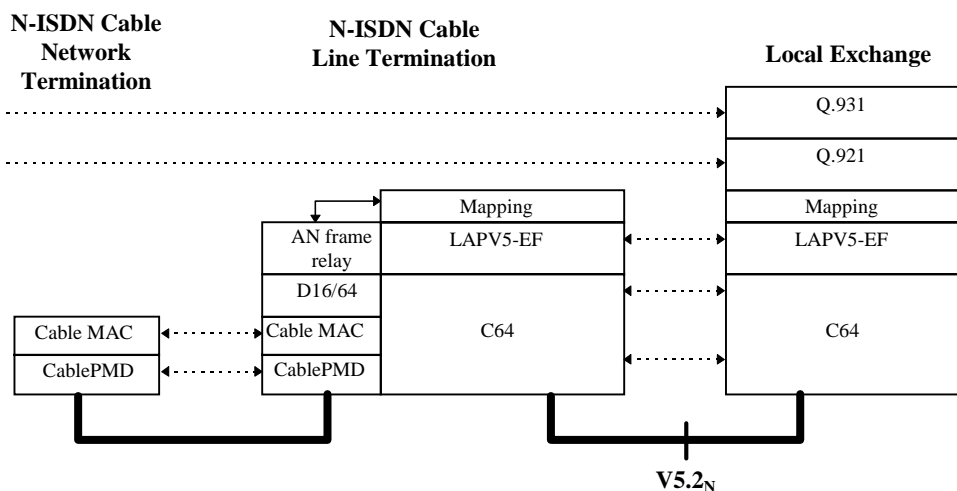 N-ISDN Cable
Network
Termination
N-ISDN Cable
Line Termination
Local Exchange
Q.931
Q.921
Mapping
Mapping
AN frame
relay
LAPV5-EF
LAPV5-EF
D16/64
C64
C64
Cable MAC
Cable MAC
CablePMD
CablePMD
V5.2N